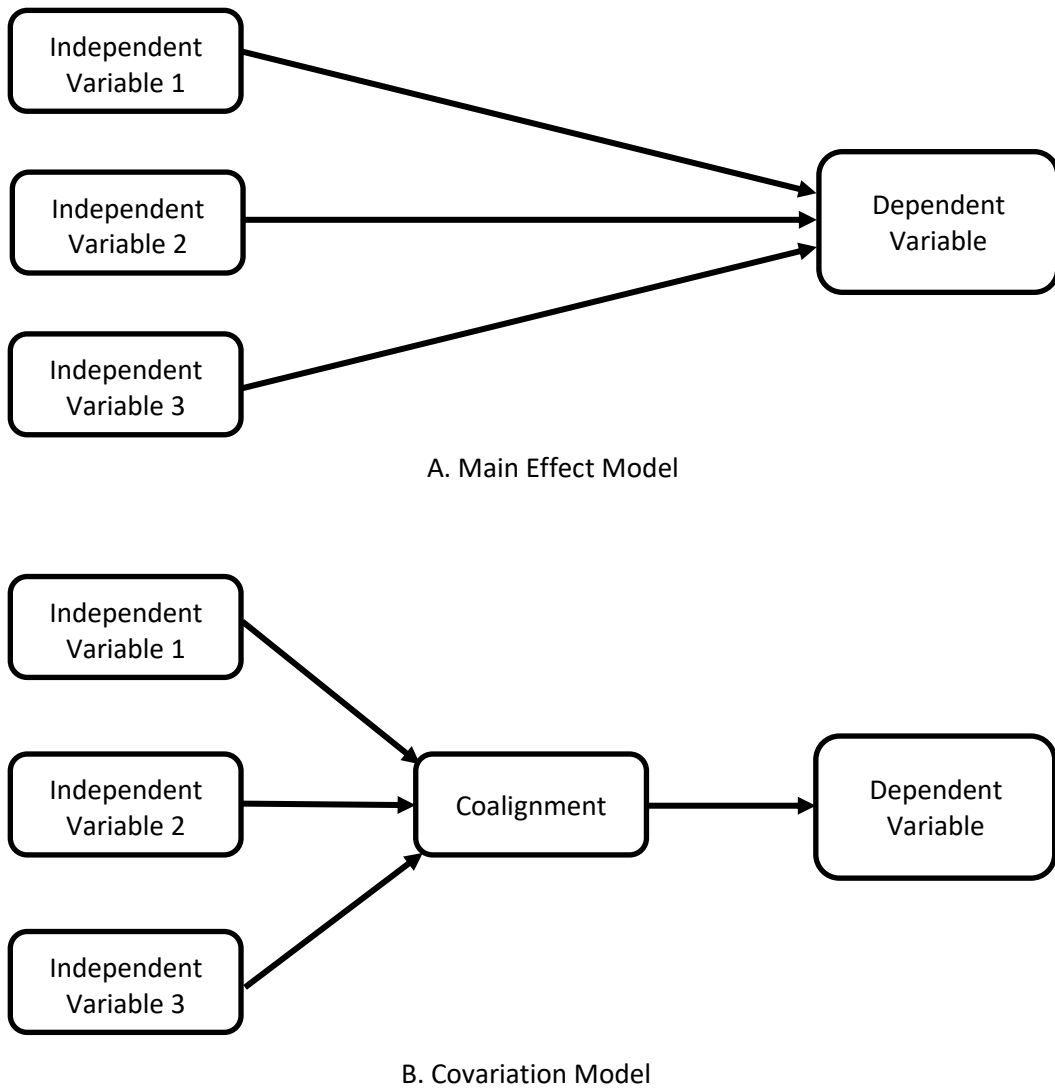 Independent
Variable 1
Independent
Variable 2
Independent
Variable 3
Dependent
Variable
A. Main Effect Model
Independent
Variable 1
Independent
Variable 2
Independent
Variable 3
Coalignment
Dependent
Variable
B. Covariation Model